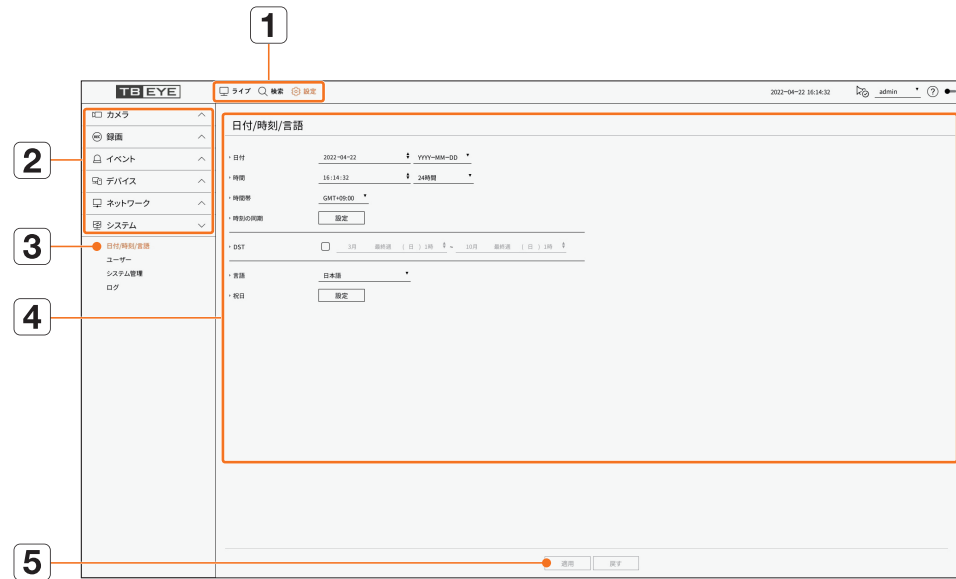 1
TB EYE
ライブ 検索 設定
2022-04-22 16:14:32 admin ?
カメラ
録画
イベント
デバイス
ネットワーク
システム
2
3
日付/時刻/言語
ユーザー
システム管理
ログ
4
日付/時刻/言語
・日付 2022-04-22 YYYY-MM-DD
・時間 16:14:32 24時間
・時間帯 GMT+09:00
・時刻の同期 設定
・DST 3月 最終週 ( 日 ) 1時 ~ 10月 最終週 ( 日 ) 1時
・言語 日本語
・祝日 設定
5
適用 戻す